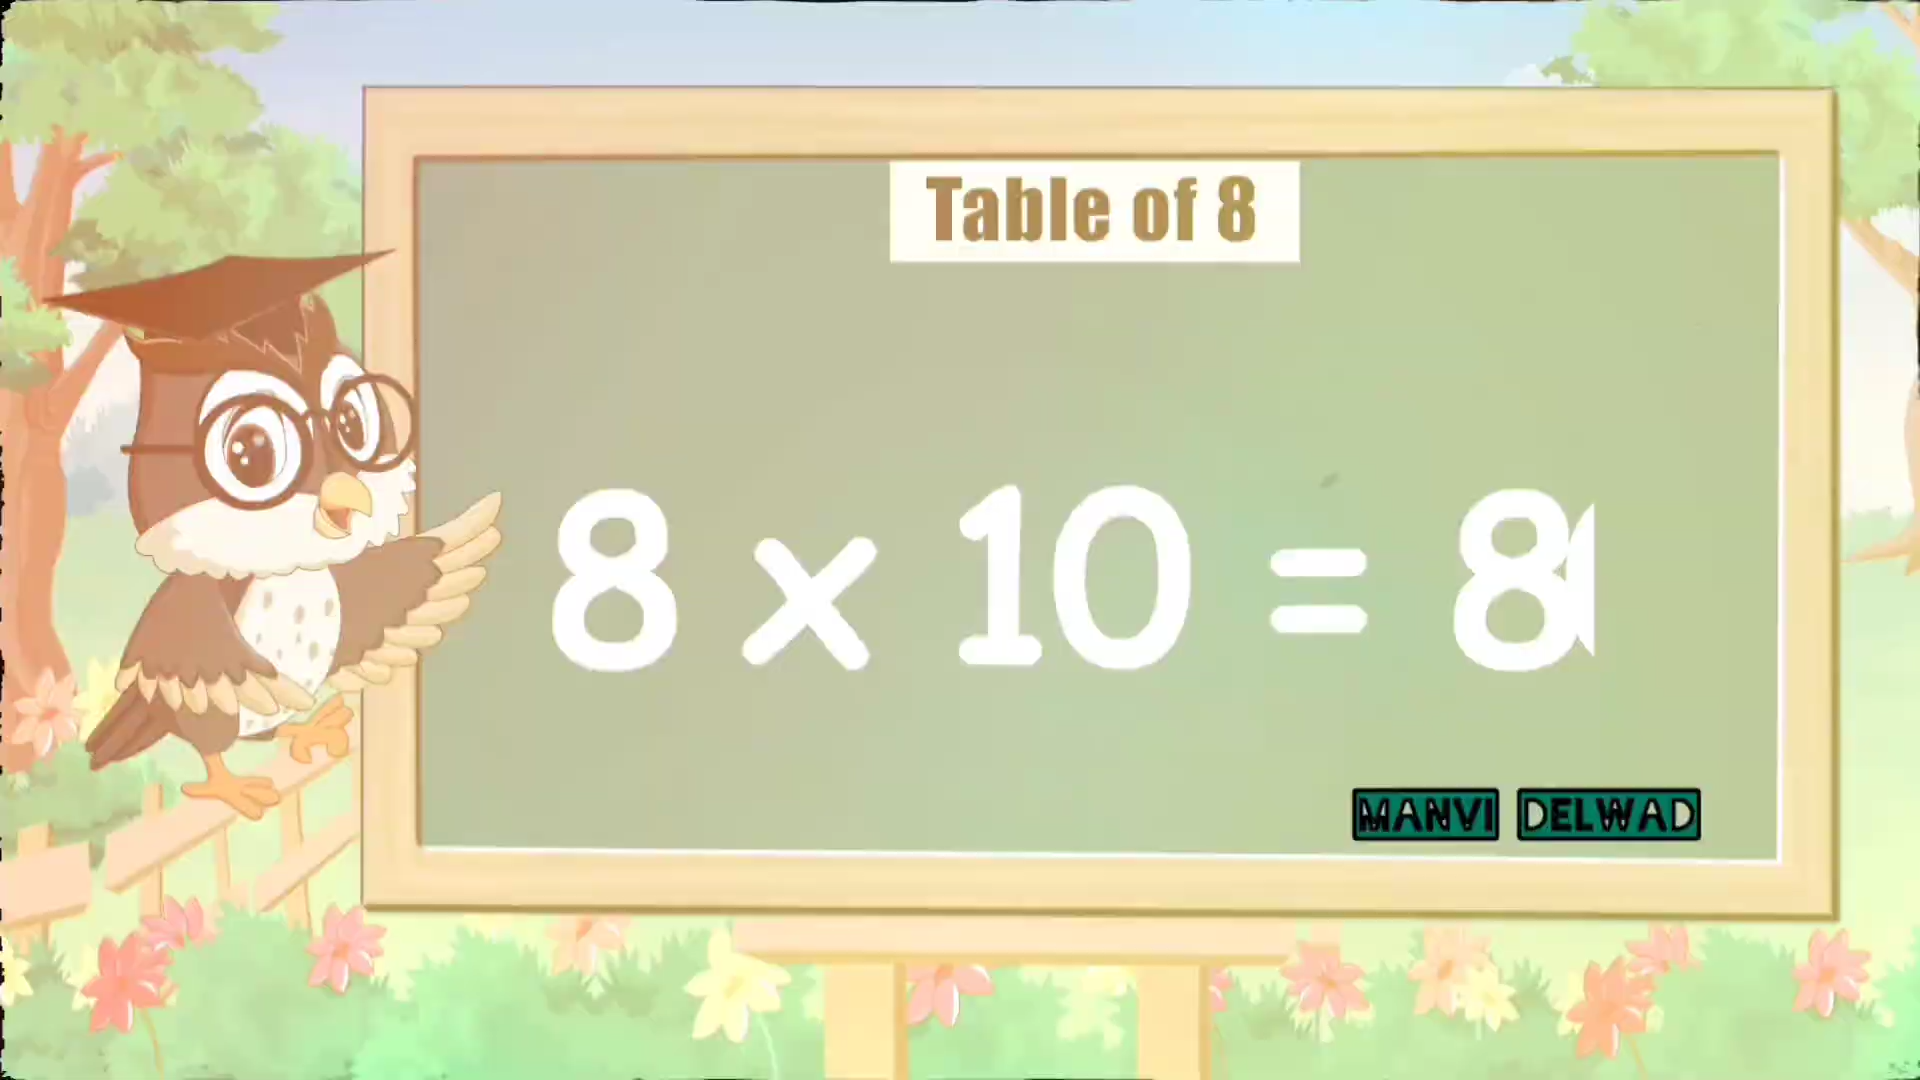 Table of 8
8 x 10 = 8
MANVI DELWAD